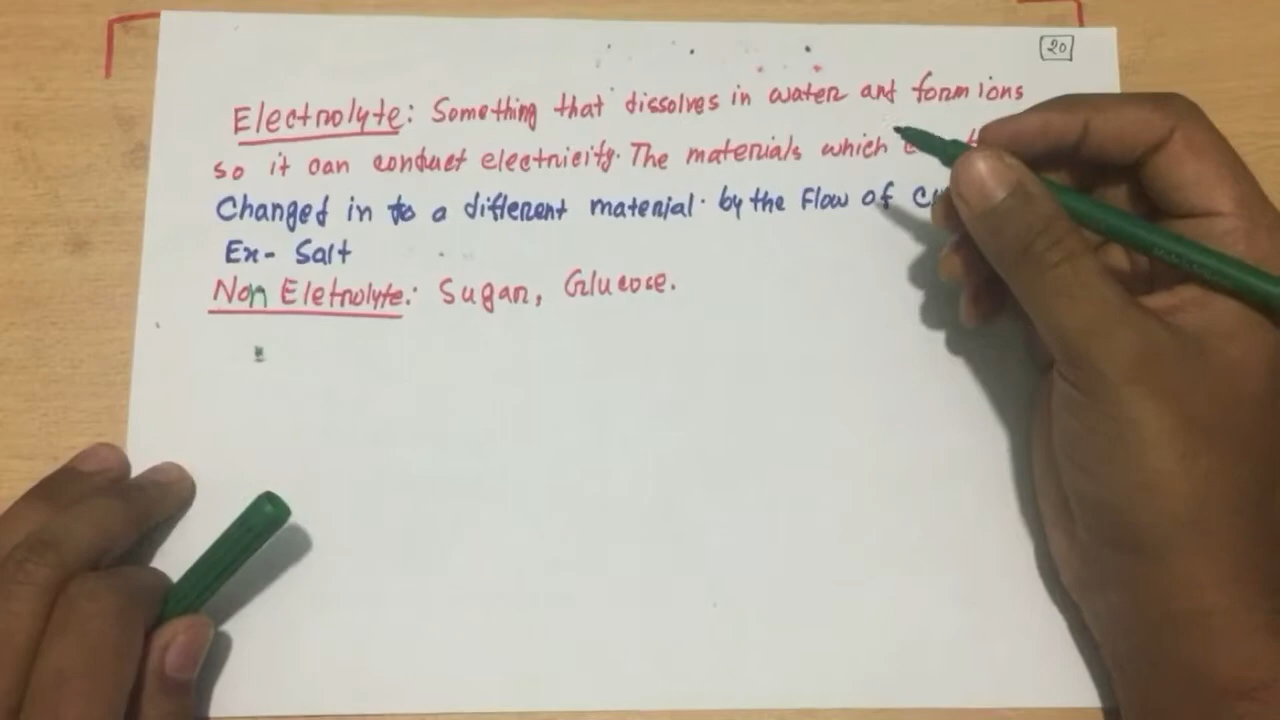 20
Electrolyte: Something that dissolves in water and form ions
so it can conduct electricity. The materials which
Changed in to a different material. by the Flow of
Ex- Salt
Non Eletrolyte: Sugar, Glucose.